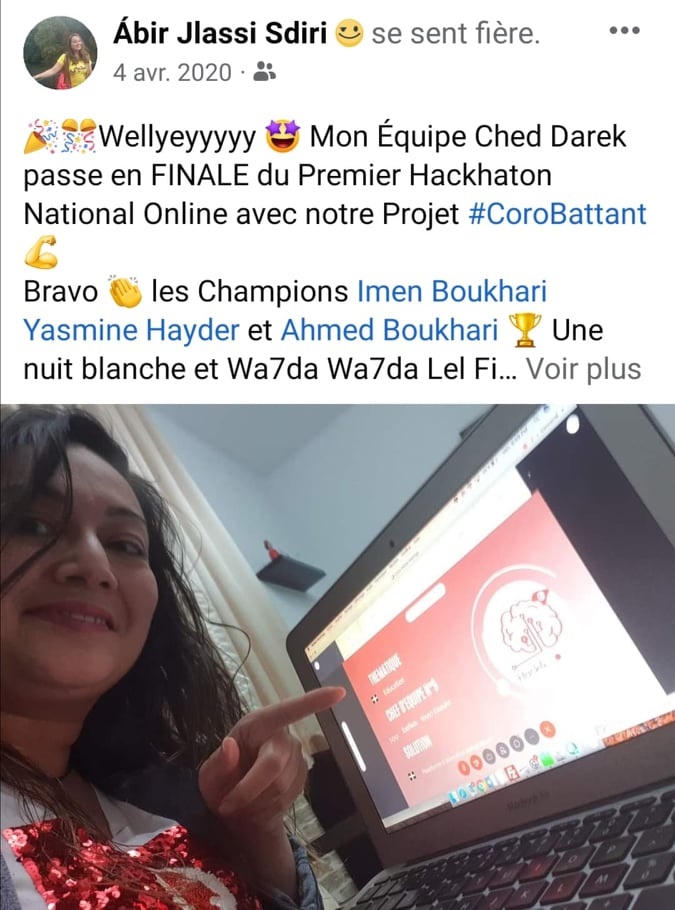 Ábir Jlassi Sdiri 😀 se sent fière.
4 avr. 2020 ·
🎉🎊Wellyeyyyyy 🤩 Mon Équipe Ched Darek
passe en FINALE du Premier Hackhaton
National Online avec notre Projet #CoroBattant
💪
Bravo 👏 les Champions Imen Boukhari
Yasmine Hayder et Ahmed Boukhari 🏆 Une
nuit blanche et Wa7da Wa7da Lel Fi... Voir plus
THÉMATIQUE
Education
CHEF D'ÉQUIPE N°9
SOLUTION